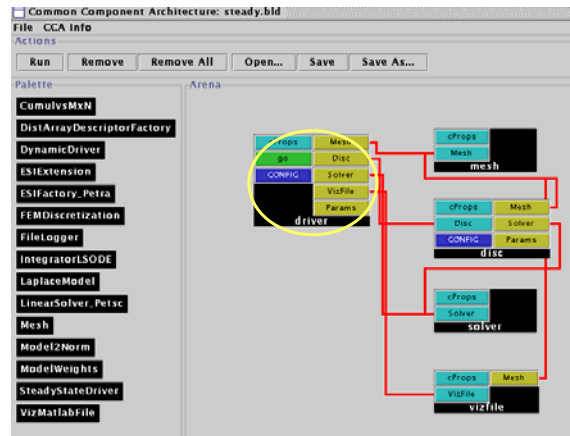 Common Component Architecture: steady.bld
File CCA Info
Actions
Run Remove Remove All Open... Save Save As...
Palette
CumulvsMxN
DistArrayDescriptorFactory
DynamicDriver
ESIExtension
ESIFactory_Petra
FEMDiscretization
FileLogger
IntegratorLSODE
LaplaceModel
LinearSolver_Petsc
Mesh
Model2Norm
ModelWeights
SteadyStateDriver
VizMatlabFile
Arena
cProps Mesh
go Disc
CONFIG Solver
VizFile
Params
driver
cProps
Mesh
mesh
cProps Mesh
Disc Solver
CONFIG Params
disc
cProps
Solver
solver
cProps Mesh
VizFile
vizfile